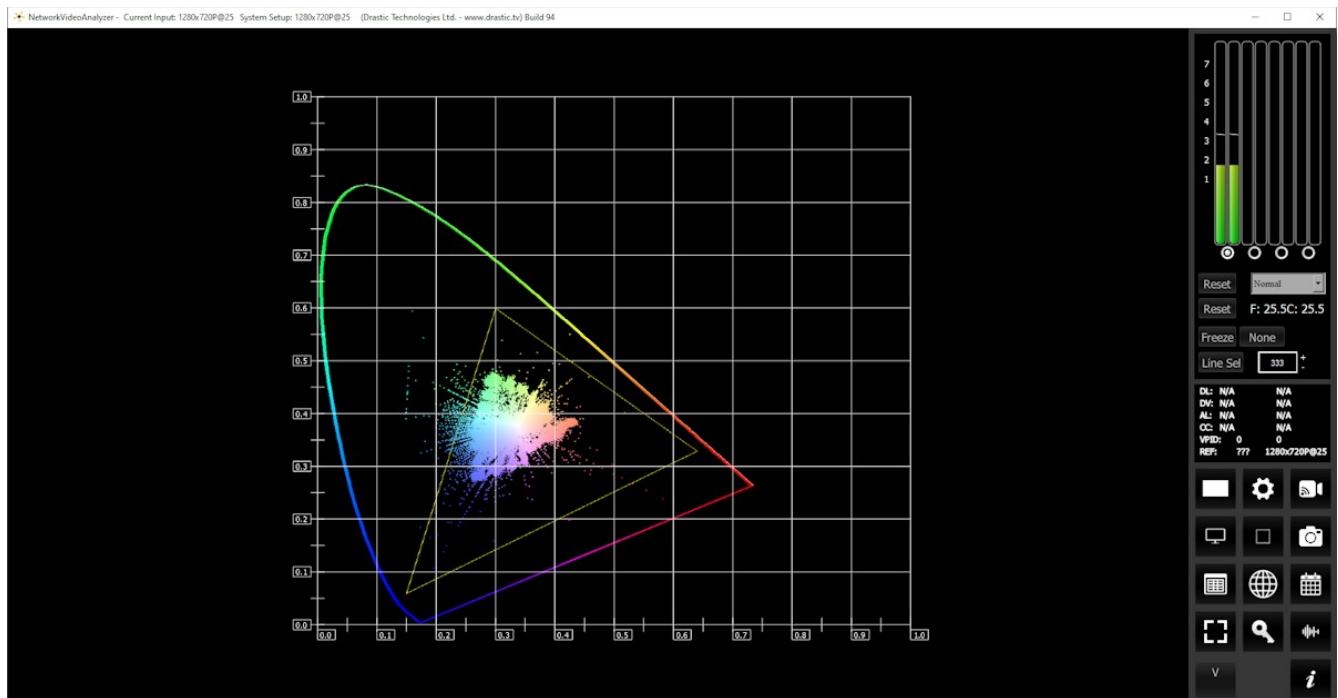 NetworkVideoAnalyzer - Current Input: 1280x720P@25 System Setup: 1280x720P@25 (Drastic Technologies Ltd. - www.drastic.tv) Build 94
1.0
0.9
0.8
0.7
0.6
0.5
0.4
0.3
0.2
0.1
0.0
0.0 0.1 0.2 0.3 0.4 0.5 0.6 0.7 0.8 0.9 1.0
7
6
5
4
3
2
1
Reset Normal
Reset F: 25.5C: 25.5
Freeze None
Line Sel 333 + -
DL: N/A N/A
DV: N/A N/A
AL: N/A N/A
CC: N/A N/A
VPID: 0 0
REF: ??? 1280x720P@25
V i